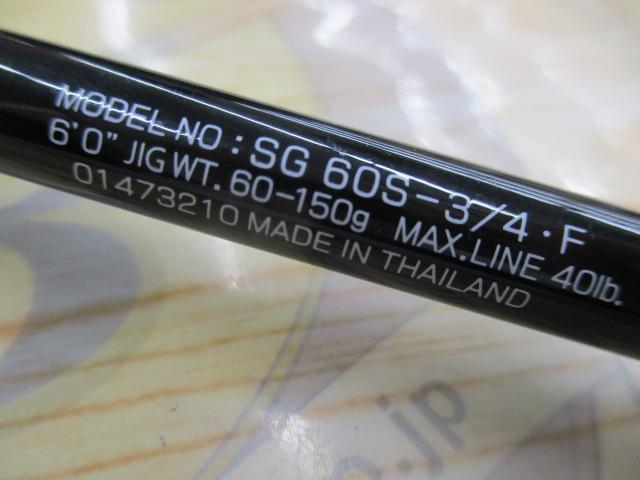 MODEL NO : SG 60S-3/4・F
6'0" JIG WT. 60-150g MAX.LINE 40lb.
01473210 MADE IN THAILAND
.jp